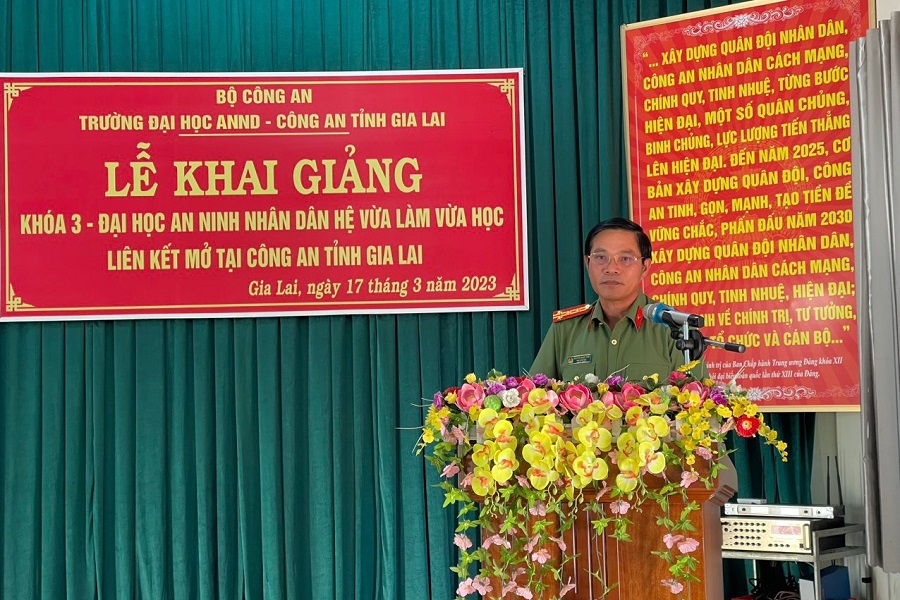 BỘ CÔNG AN
TRƯỜNG ĐẠI HỌC ANND - CÔNG AN TỈNH GIA LAI
LỄ KHAI GIẢNG
KHÓA 3 - ĐẠI HỌC AN NINH NHÂN DÂN HỆ VỪA LÀM VỪA HỌC
LIÊN KẾT MỞ TẠI CÔNG AN TỈNH GIA LAI
Gia Lai, ngày 17 tháng 3 năm 2023
"... XÂY DỰNG QUÂN ĐỘI NHÂN DÂN,
CÔNG AN NHÂN DÂN CÁCH MẠNG,
CHÍNH QUY, TINH NHUỆ, TỪNG BƯỚC
HIỆN ĐẠI, MỘT SỐ QUÂN CHỦNG,
BINH CHỦNG, LỰC LƯỢNG TIẾN THẲNG
LÊN HIỆN ĐẠI. ĐẾN NĂM 2025, CƠ
BẢN XÂY DỰNG QUÂN ĐỘI, CÔNG
AN TINH, GỌN, MẠNH, TẠO TIỀN ĐỀ
VỮNG CHẮC, PHẤN ĐẤU NĂM 2030
XÂY DỰNG QUÂN ĐỘI NHÂN DÂN,
CÔNG AN NHÂN DÂN CÁCH MẠNG,
CHÍNH QUY, TINH NHUỆ, HIỆN ĐẠI;
VỀ CHÍNH TRỊ, TƯ TƯỞNG,
TỔ CHỨC VÀ CÁN BỘ..."
trị của Ban Chấp hành Trung ương Đảng khóa XII
đại biểu toàn quốc lần thứ XIII của Đảng.